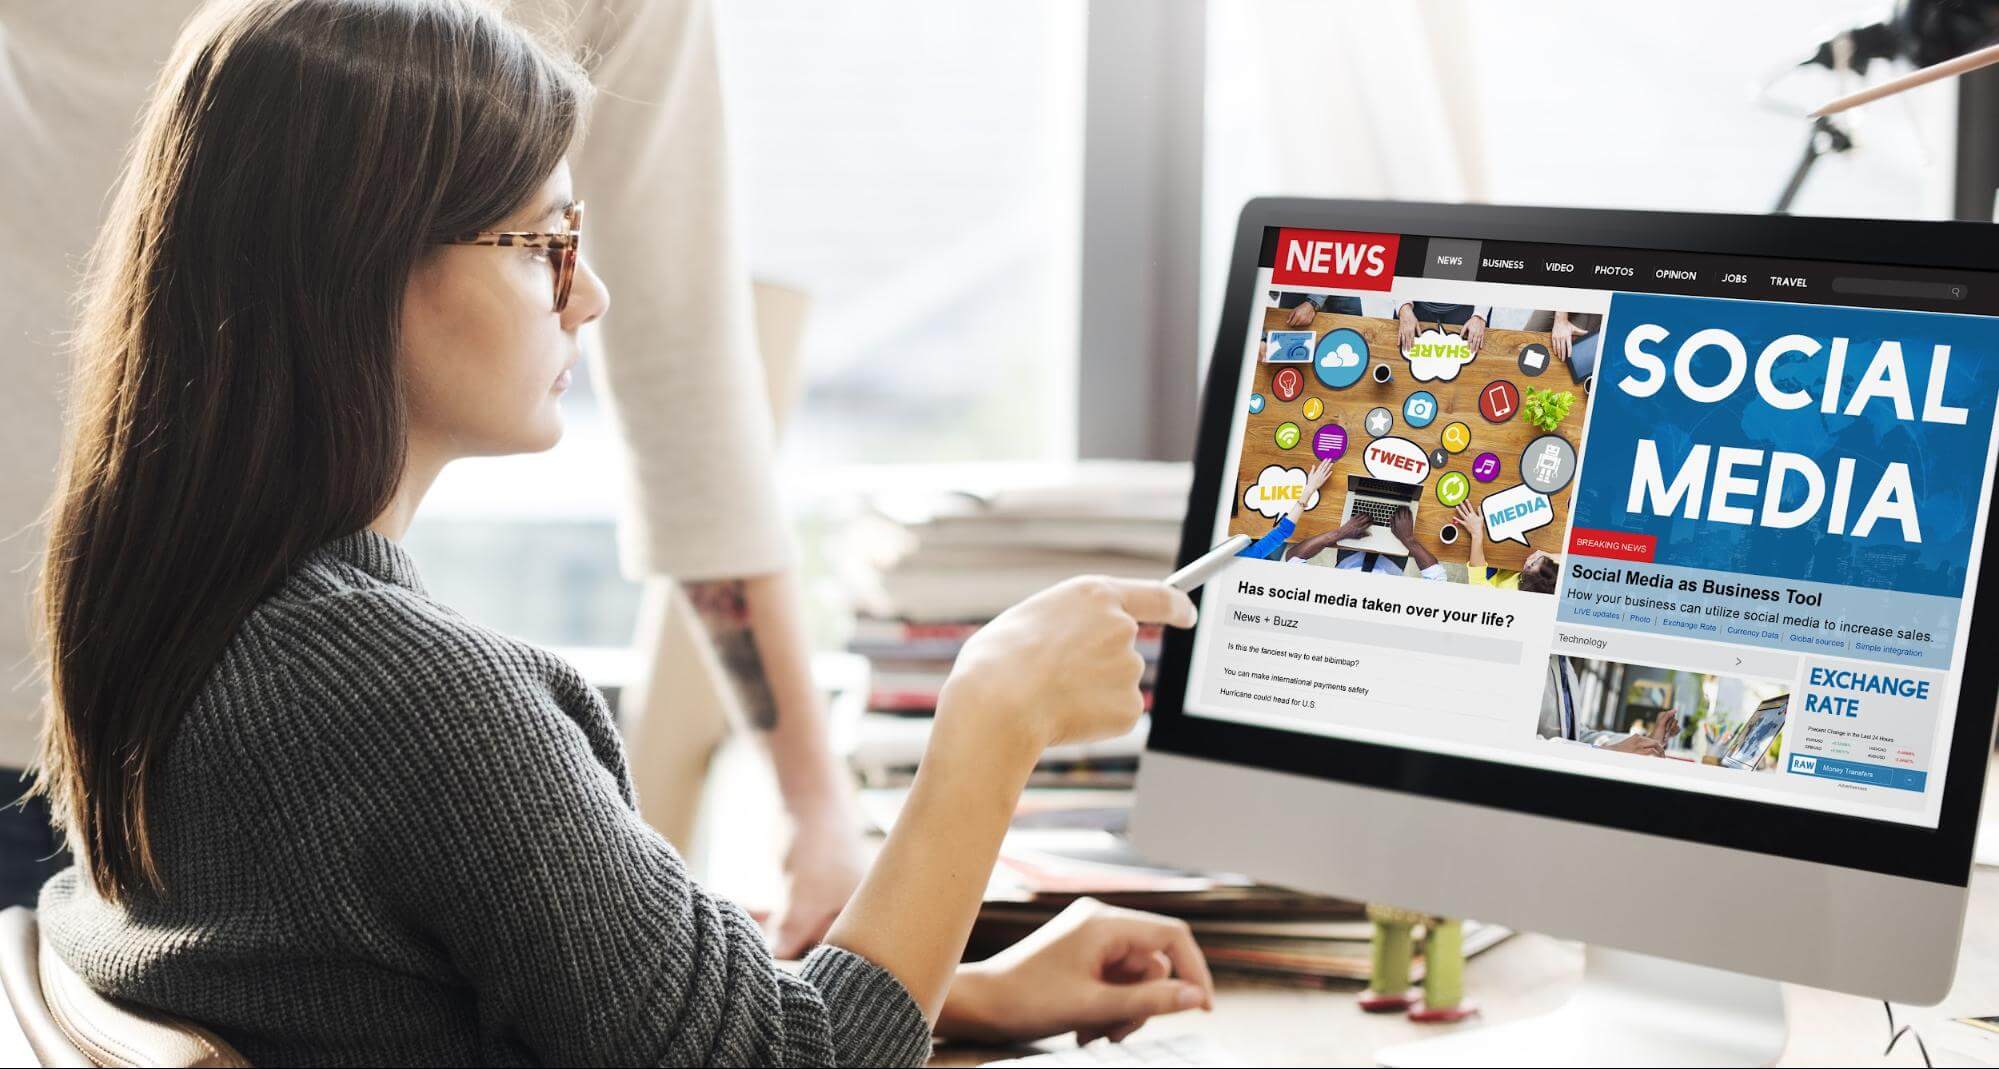 NEWS
NEWS BUSINESS VIDEO PHOTOS OPINION JOBS TRAVEL
SHARE
TWEET
LIKE
MEDIA
SOCIAL
MEDIA
BREAKING NEWS
Social Media as Business Tool
How your business can utilize social media to increase sales.
LIVE updates | Photo | Exchange Rate | Currency Data | Global sources | Simple integration
Has social media taken over your life?
News + Buzz
Is this the fanciest way to eat bibimbap?
You can make international payments safety
Hurricane could head for U.S.
Technology
EXCHANGE
RATE
Present Change in the Last 24 Hours
RAW Money Transfers
Advertisement